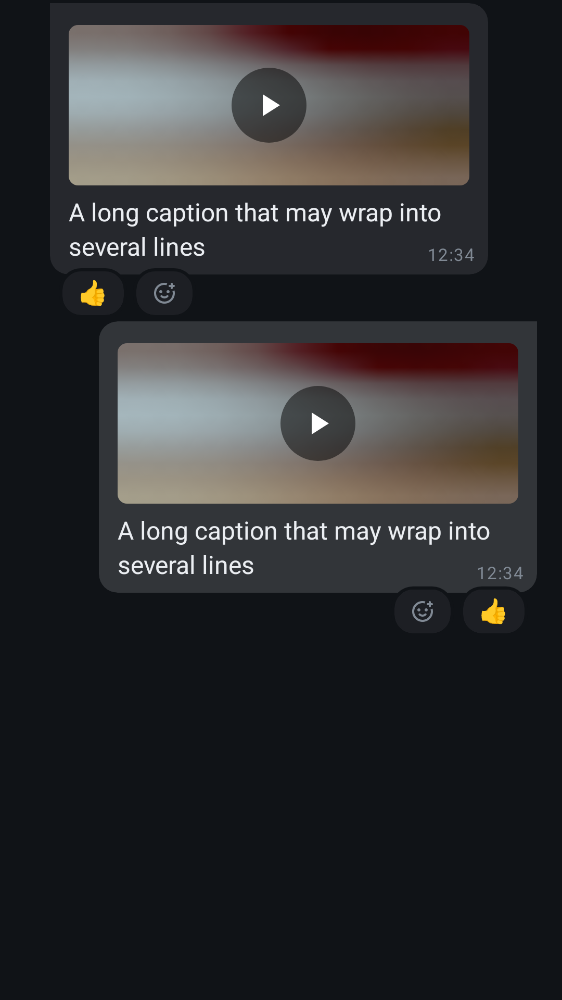 A long caption that may wrap into
several lines
12:34
👍
A long caption that may wrap into
several lines
12:34
👍